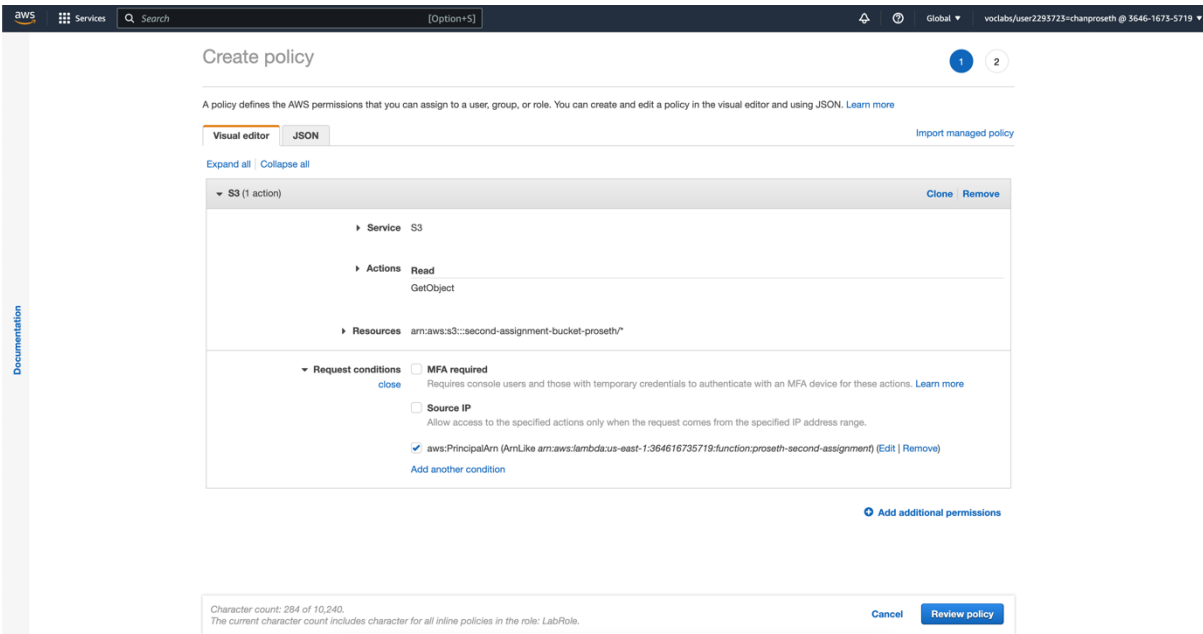 aws Services Search [Option+S] Global voclabs/user2293723=chanproseth @ 3646-1673-5719
Create policy 1 2
A policy defines the AWS permissions that you can assign to a user, group, or role. You can create and edit a policy in the visual editor and using JSON. Learn more
Visual editor JSON Import managed policy
Expand all Collapse all
S3 (1 action) Clone Remove
Service S3
Actions Read
GetObject
Resources arn:aws:s3:::second-assignment-bucket-proseth/*
Request conditions MFA required
close Requires console users and those with temporary credentials to authenticate with an MFA device for these actions. Learn more
Source IP
Allow access to the specified actions only when the request comes from the specified IP address range.
aws:PrincipalArn (ArnLike arn:aws:lambda:us-east-1:364616735719:function:proseth-second-assignment) (Edit | Remove)
Add another condition
Add additional permissions
Documentation
Character count: 284 of 10,240.
The current character count includes character for all inline policies in the role: LabRole.
Cancel Review policy